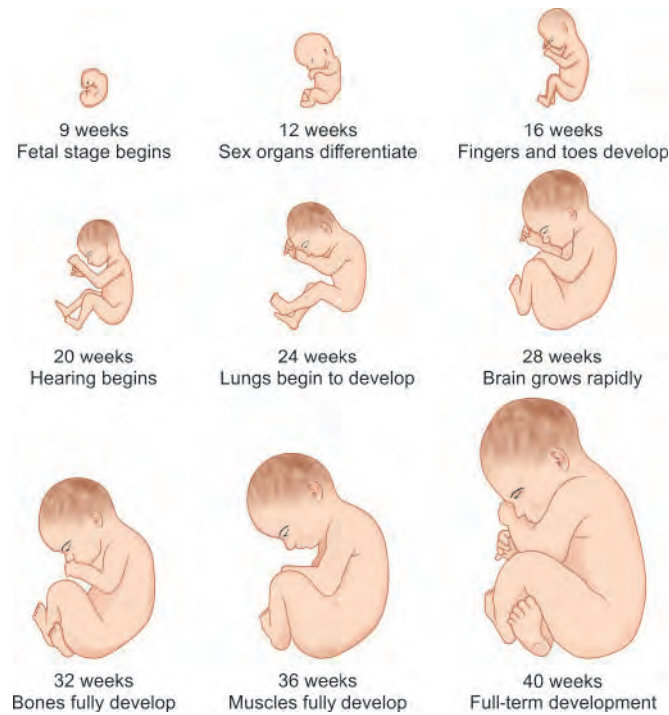 9 weeks
Fetal stage begins
12 weeks
Sex organs differentiate
16 weeks
Fingers and toes develop
20 weeks
Hearing begins
24 weeks
Lungs begin to develop
28 weeks
Brain grows rapidly
32 weeks
Bones fully develop
36 weeks
Muscles fully develop
40 weeks
Full-term development